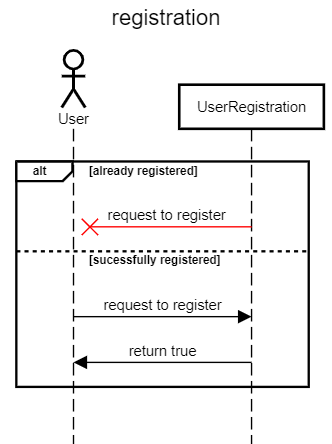 registration
User
UserRegistration
alt
[already registered]
request to register
[sucessfully registered]
request to register
return true